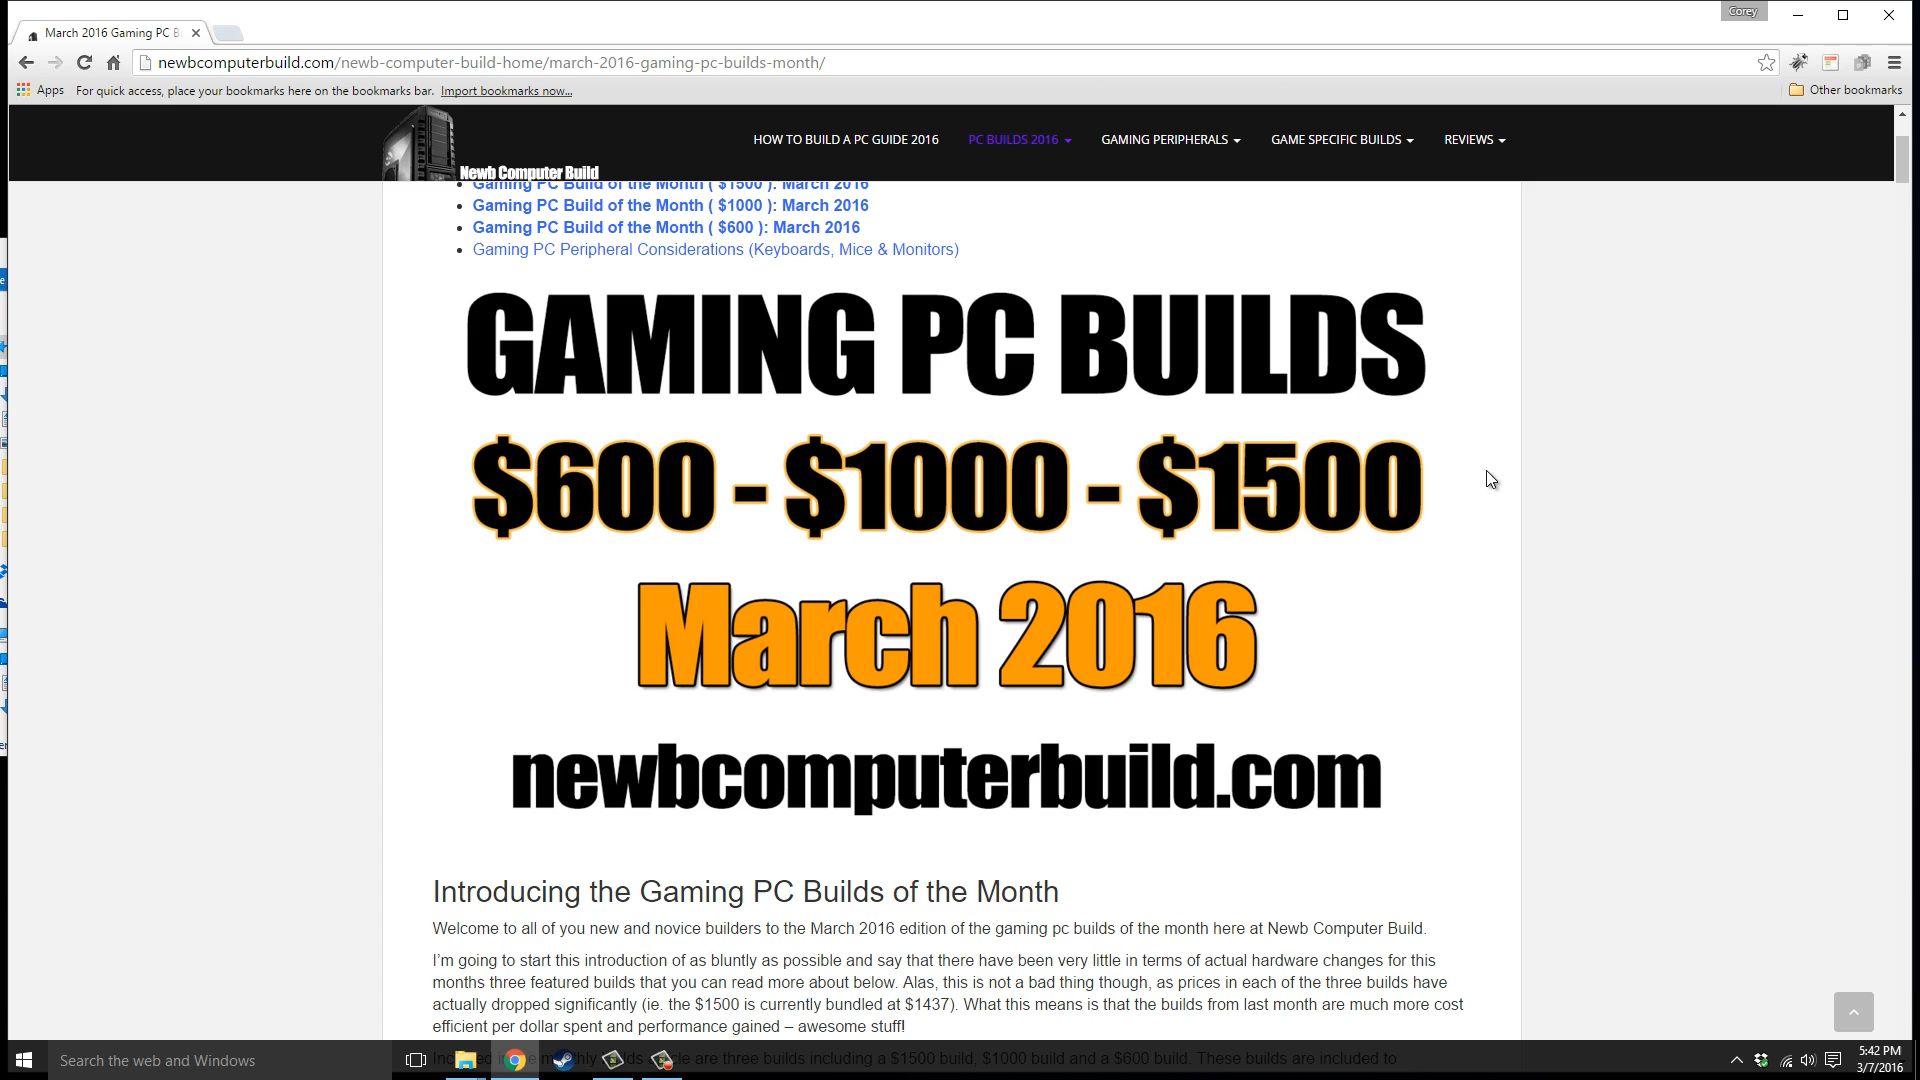 Corey
March 2016 Gaming PC B
newbcomputerbuild.com/newb-computer-build-home/march-2016-gaming-pc-builds-month/
Apps For quick access, place your bookmarks here on the bookmarks bar. Import bookmarks now... Other bookmarks
Newb Computer Build
HOW TO BUILD A PC GUIDE 2016 PC BUILDS 2016 GAMING PERIPHERALS GAME SPECIFIC BUILDS REVIEWS
Gaming PC Build of the Month ( $1500 ): March 2016
Gaming PC Build of the Month ( $1000 ): March 2016
Gaming PC Build of the Month ( $600 ): March 2016
Gaming PC Peripheral Considerations (Keyboards, Mice & Monitors)
GAMING PC BUILDS
$600 - $1000 - $1500
March 2016
newbcomputerbuild.com
Introducing the Gaming PC Builds of the Month
Welcome to all of you new and novice builders to the March 2016 edition of the gaming pc builds of the month here at Newb Computer Build.
I'm going to start this introduction of as bluntly as possible and say that there have been very little in terms of actual hardware changes for this
months three featured builds that you can read more about below. Alas, this is not a bad thing though, as prices in each of the three builds have
actually dropped significantly (ie. the $1500 is currently bundled at $1437). What this means is that the builds from last month are much more cost
efficient per dollar spent and performance gained – awesome stuff!
are three builds including a $1500 build, $1000 build and a $600 build. These builds are included to
Search the web and Windows
5:42 PM
3/7/2016